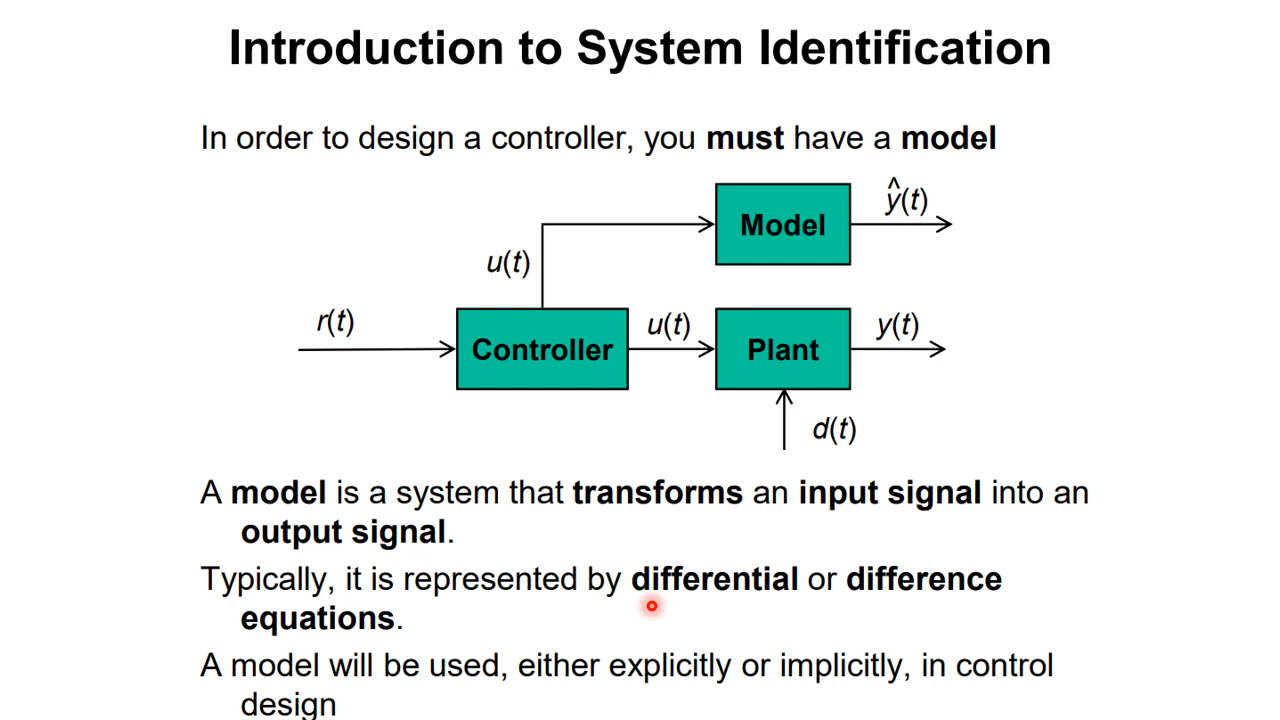 Introduction to System Identification
In order to design a controller, you must have a model
Model
ŷ(t)
u(t)
r(t)
Controller
u(t)
Plant
y(t)
d(t)
A model is a system that transforms an input signal into an
output signal.
Typically, it is represented by differential or difference
equations.
A model will be used, either explicitly or implicitly, in control
design